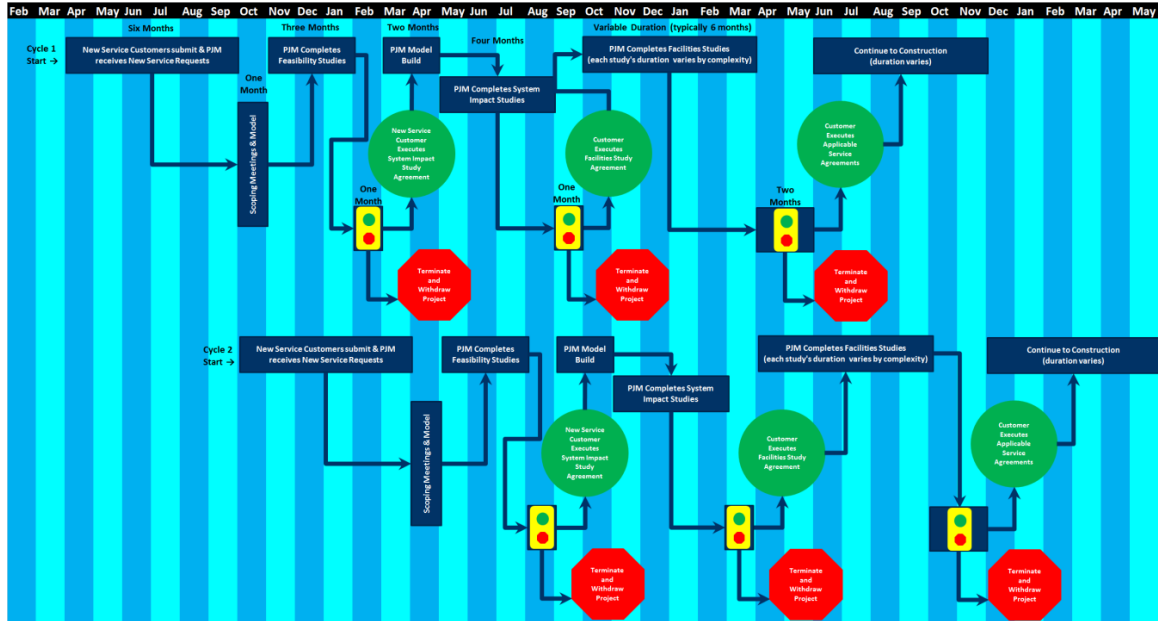 Feb Mar Apr May Jun Jul Aug Sep Oct Nov Dec Jan Feb Mar Apr May Jun Jul Aug Sep Oct Nov Dec Jan Feb Mar Apr May Jun Jul Aug Sep Oct Nov Dec Jan Feb Mar Apr May
Six Months
Three Months
Two Months
Variable Duration (typically 6 months)
Cycle 1
Start →
New Service Customers submit & PJM
receives New Service Requests
PJM Completes
Feasibility Studies
PJM Model
Build
Four Months
PJM Completes Facilities Studies
(each study's duration varies by complexity)
Continue to Construction
(duration varies)
One
Month
PJM Completes System
Impact Studies
Scoping Meetings & Model
New Service
Customer
Executes
System Impact
Study
Agreement
Customer
Executes
Facilities Study
Agreement
Customer
Executes
Applicable
Service
Agreements
One
Month
One
Month
Two
Months
Terminate
and
Withdraw
Project
Terminate
and
Withdraw
Project
Terminate
and
Withdraw
Project
Cycle 2
Start →
New Service Customers submit & PJM
receives New Service Requests
PJM Completes
Feasibility Studies
PJM Model
Build
PJM Completes Facilities Studies
(each study's duration varies by complexity)
Continue to Construction
(duration varies)
PJM Completes System
Impact Studies
Scoping Meetings & Model
New Service
Customer
Executes
System Impact
Study
Agreement
Customer
Executes
Facilities Study
Agreement
Customer
Executes
Applicable
Service
Agreements
Terminate
and
Withdraw
Project
Terminate
and
Withdraw
Project
Terminate
and
Withdraw
Project